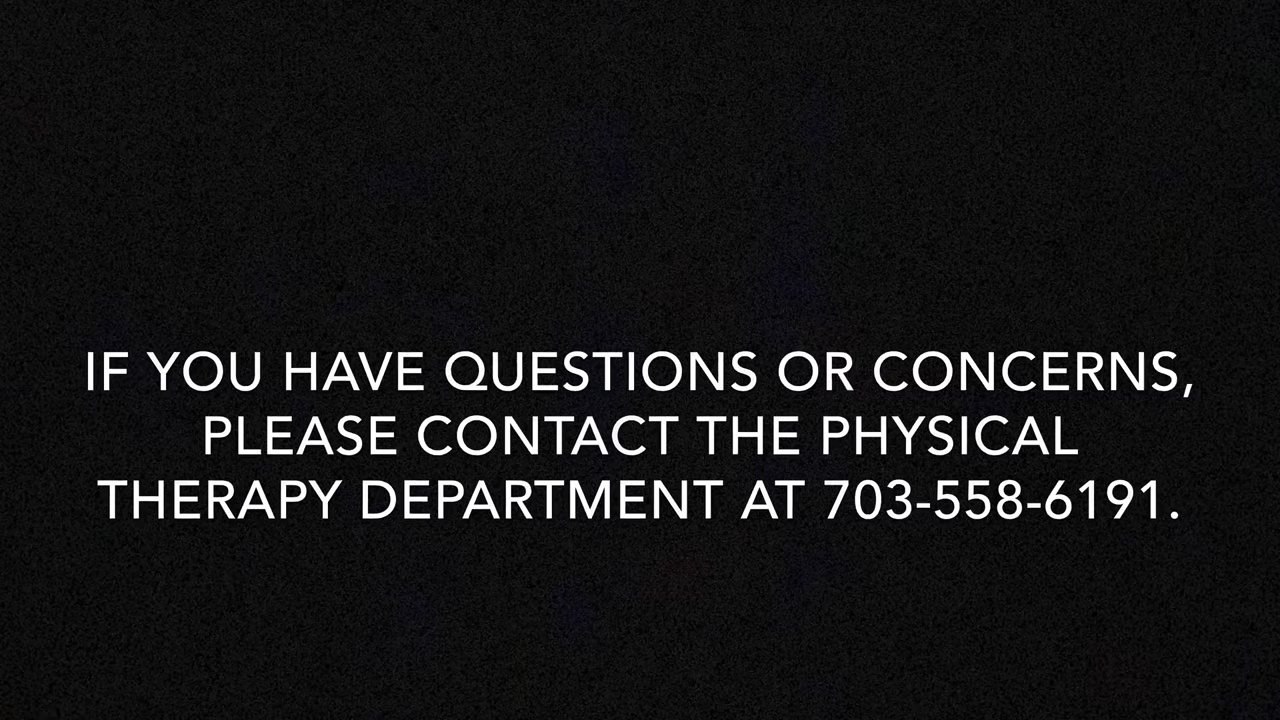 IF YOU HAVE QUESTIONS OR CONCERNS,
PLEASE CONTACT THE PHYSICAL
THERAPY DEPARTMENT AT 703-558-6191.